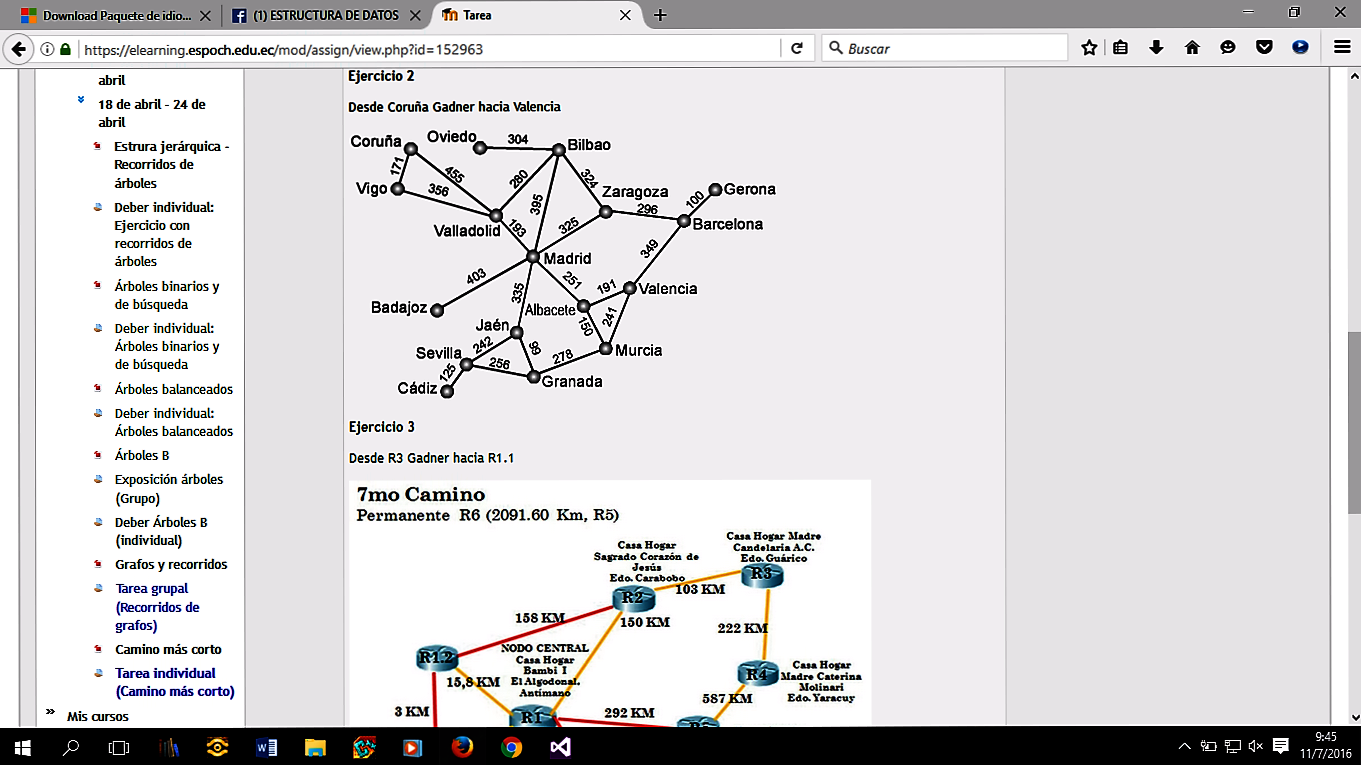 Download Paquete de idio...
(1) ESTRUCTURA DE DATOS
Tarea
https://elearning.espoch.edu.ec/mod/assign/view.php?id=152963
Buscar
abril
18 de abril - 24 de
abril
Estrura jerárquica -
Recorridos de
árboles
Deber individual:
Ejercicio con
recorridos de
árboles
Árboles binarios y
de búsqueda
Deber individual:
Árboles binarios y
de búsqueda
Árboles balanceados
Deber individual:
Árboles balanceados
Árboles B
Exposición árboles
(Grupo)
Deber Árboles B
(individual)
Grafos y recorridos
Tarea grupal
(Recorridos de
grafos)
Camino más corto
Tarea individual
(Camino más corto)
Mis cursos
Ejercicio 2
Desde Coruña Gadner hacia Valencia
Coruña
Oviedo
304
Bilbao
171
455
280
324
Vigo
356
395
Zaragoza
Gerona
100
296
Valladolid
193
325
Barcelona
Madrid
349
403
251
191
Valencia
335
Badajoz
Albacete
150
241
Jaén
242
99
Sevilla
256
278
Murcia
125
Cádiz
Granada
Ejercicio 3
Desde R3 Gadner hacia R1.1
7mo Camino
Permanente R6 (2091.60 Km, R5)
Casa Hogar
Sagrado Corazón de
Jesús
Edo. Carabobo
Casa Hogar Madre
Candelaria A.C.
Edo. Guárico
R3
103 KM
R2
158 KM
150 KM
222 KM
NODO CENTRAL
Casa Hogar
Bambi I
El Algodonal.
Antímano
R1.2
15,8 KM
R4
Casa Hogar
Madre Caterina
Molinari
Edo. Yaracuy
587 KM
3 KM
R1
292 KM
9:45
11/7/2016